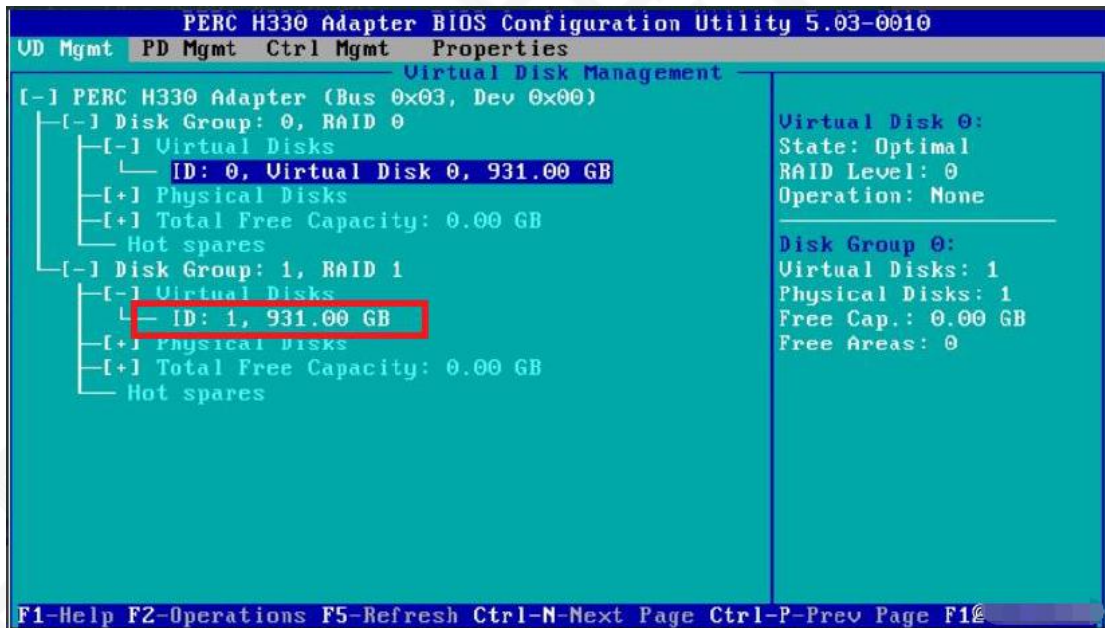 PERC H330 Adapter BIOS Configuration Utility 5.03-0010
VD Mgmt PD Mgmt Ctrl Mgmt Properties
Virtual Disk Management
[-] PERC H330 Adapter (Bus 0x03, Dev 0x00)
[-] Disk Group: 0, RAID 0
[-] Virtual Disks
ID: 0, Virtual Disk 0, 931.00 GB
[+] Physical Disks
[+] Total Free Capacity: 0.00 GB
Hot spares
[-] Disk Group: 1, RAID 1
[-] Virtual Disks
ID: 1, 931.00 GB
[+] Physical Disks
[+] Total Free Capacity: 0.00 GB
Hot spares
Virtual Disk 0:
State: Optimal
RAID Level: 0
Operation: None
Disk Group 0:
Virtual Disks: 1
Physical Disks: 1
Free Cap.: 0.00 GB
Free Areas: 0
F1-Help F2-Operations F5-Refresh Ctrl-N-Next Page Ctrl-P-Prev Page